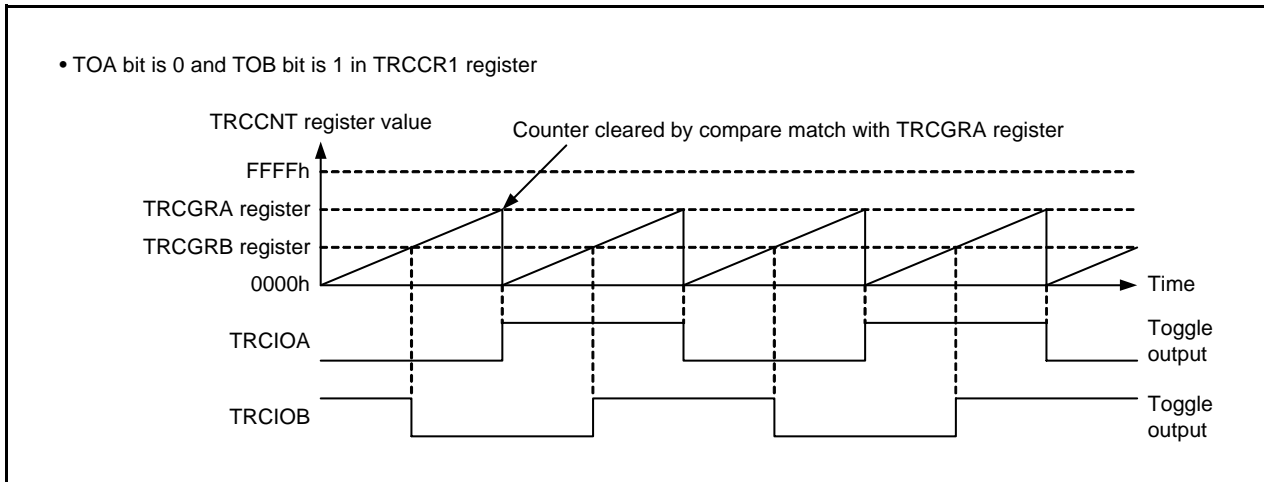 • TOA bit is 0 and TOB bit is 1 in TRCCR1 register
TRCCNT register value
Counter cleared by compare match with TRCGRA register
FFFFh
TRCGRA register
TRCGRB register
0000h
Time
TRCIOA
Toggle
output
TRCIOB
Toggle
output